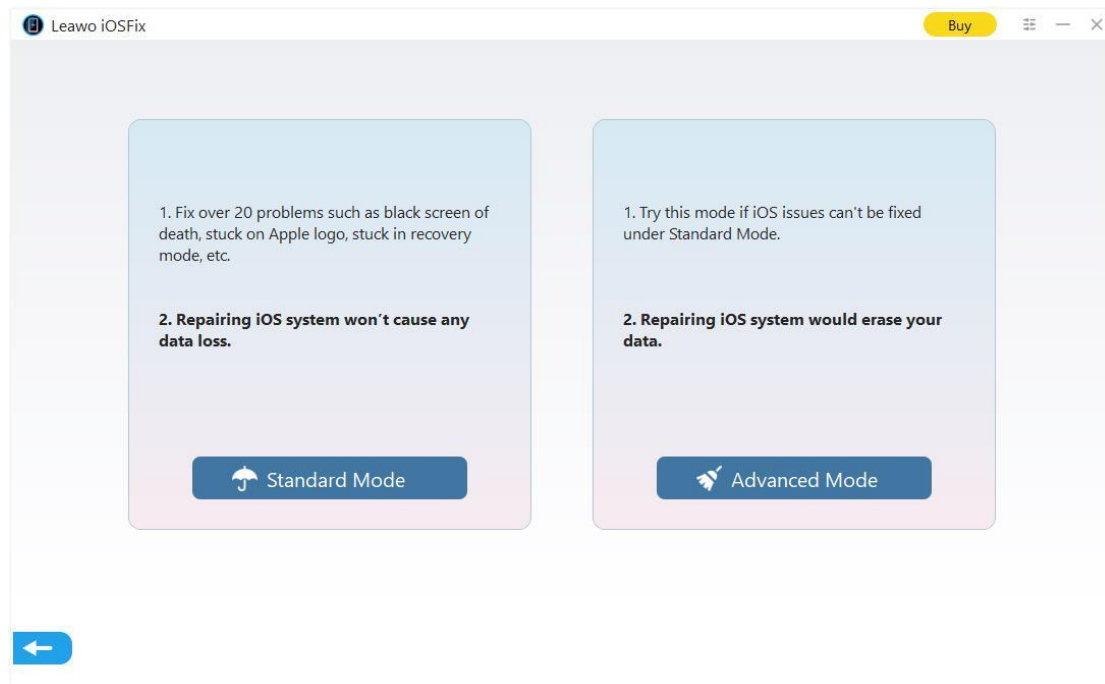 Leawo iOSFix
Buy
1. Fix over 20 problems such as black screen of
death, stuck on Apple logo, stuck in recovery
mode, etc.
2. Repairing iOS system won't cause any
data loss.
Standard Mode
1. Try this mode if iOS issues can't be fixed
under Standard Mode.
2. Repairing iOS system would erase your
data.
Advanced Mode